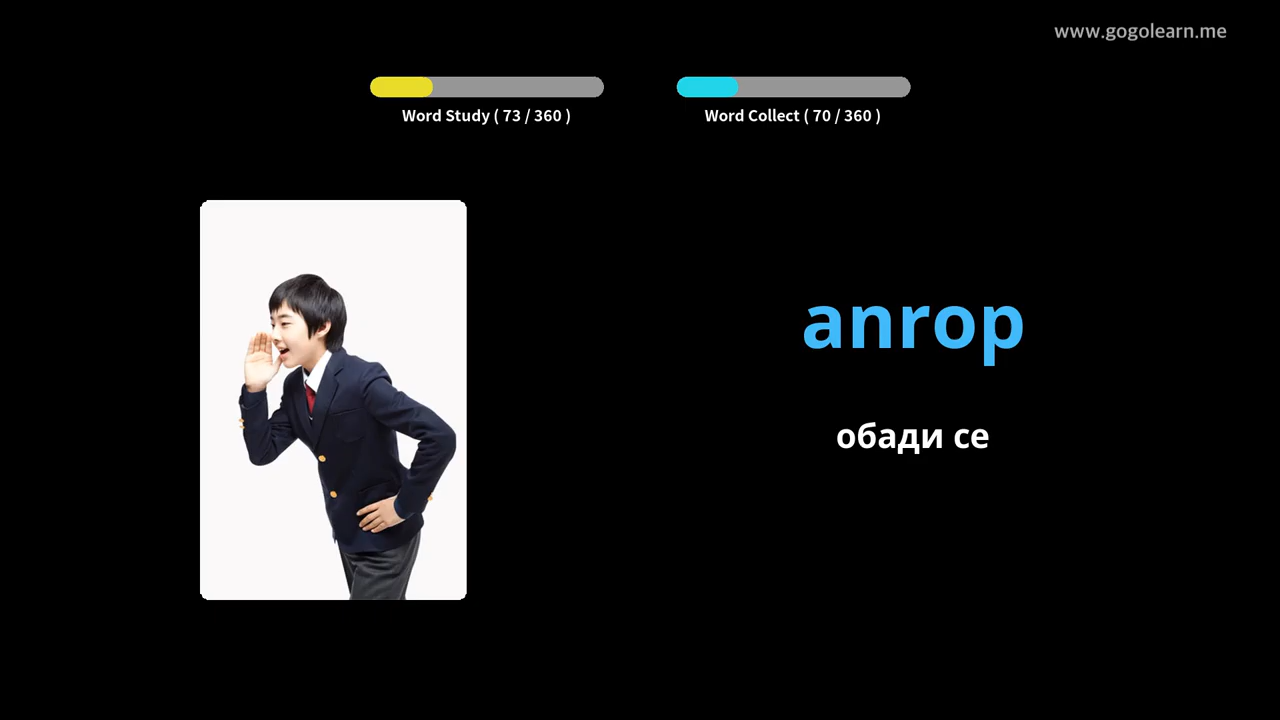 www.gogolearn.me
Word Study ( 73 / 360 )
Word Collect ( 70 / 360 )
anrop
обади се